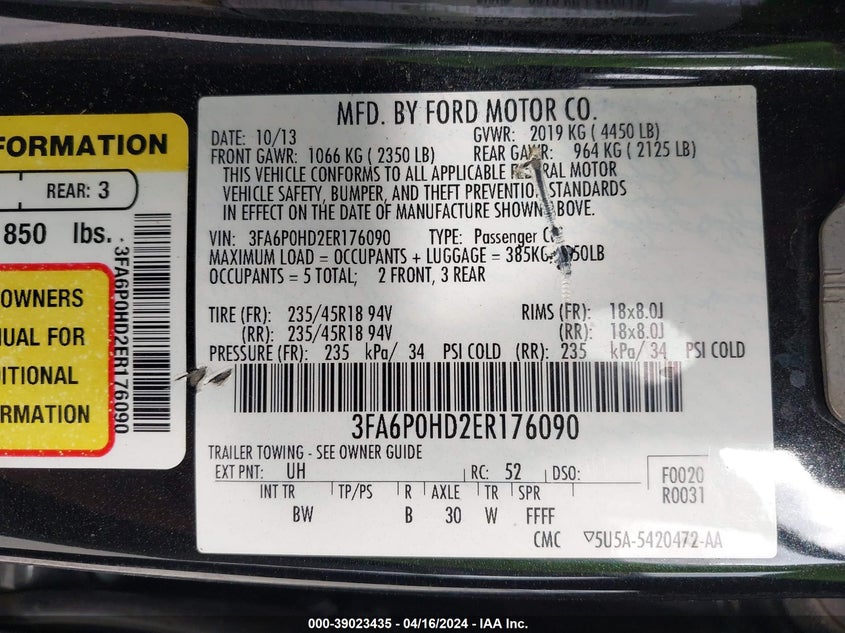 FORMATION
REAR: 3
850 lbs.
3FA6P0HD2ER176090
OWNERS
FOR
ORMATION
MFD. BY FORD MOTOR CO.
DATE: 10/13 GVWR: 2019 KG ( 4450 LB)
FRONT GAWR: 1066 KG ( 2350 LB) REAR GAWR: 964 KG ( 2125 LB)
THIS VEHICLE CONFORMS TO ALL APPLICABLE MOTOR
VEHICLE SAFETY, BUMPER, AND THEFT PREVENTION STANDARDS
IN EFFECT ON THE DATE OF MANUFACTURE SHOWN ABOVE.
VIN: 3FA6P0HD2ER176090 TYPE: Passenger
MAXIMUM LOAD = OCCUPANTS + LUGGAGE = 385KG
OCCUPANTS = 5 TOTAL; 2 FRONT, 3 REAR
TIRE (FR): 235/45R18 94V RIMS (FR): 18x8.0J
(RR): 235/45R18 94V (RR): 18x8.0J
PRESSURE (FR): 235 kPa/ 34 PSI COLD (RR): 235 kPa/ 34 PSI COLD
3FA6P0HD2ER176090
TRAILER TOWING - SEE OWNER GUIDE
EXT PNT: UH RC: 52 DSO: F0020
INT TR TP/PS R AXLE TR SPR R0031
BW B 30 W FFFF
CMC ▽5U5A-5420472-AA
000-39023435 - 04/16/2024 - IAA Inc.